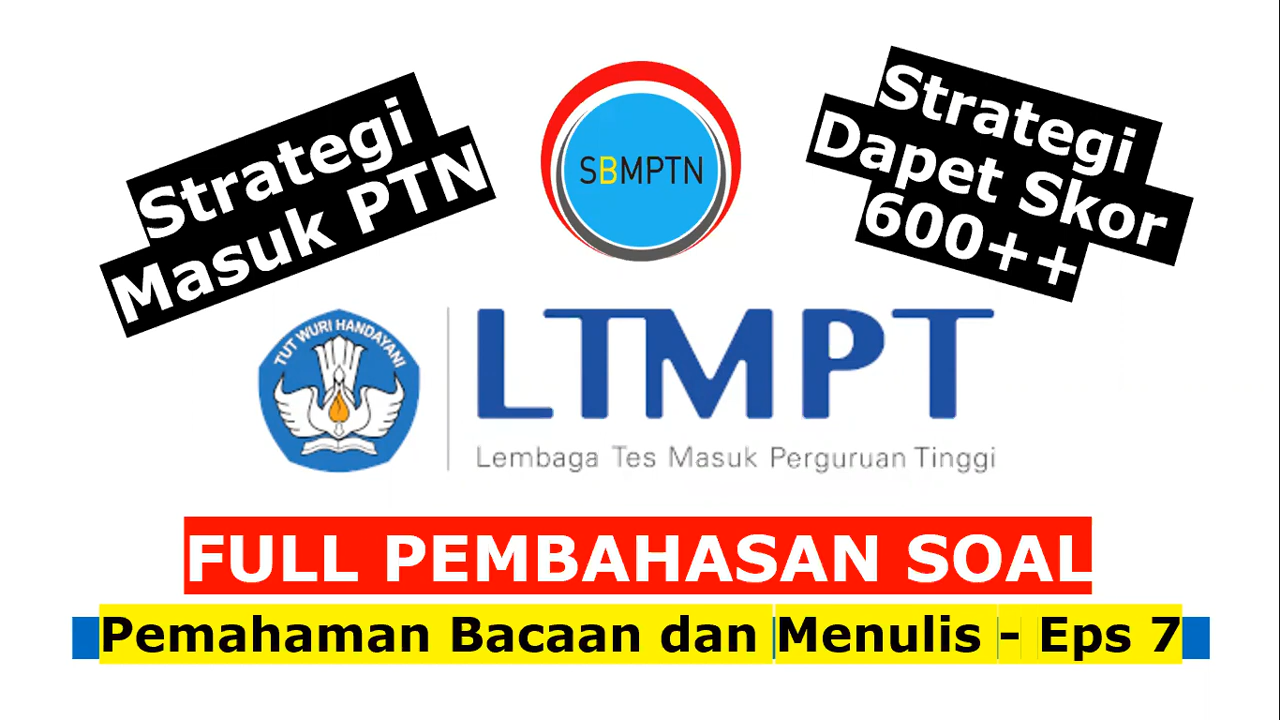 Strategi
Masuk PTN
SBMPTN
Strategi
Dapet Skor
600++
TUT WURI HANDAYANI
LTMPT
Lembaga Tes Masuk Perguruan Tinggi
FULL PEMBAHASAN SOAL
Pemahaman Bacaan dan Menulis - Eps 7